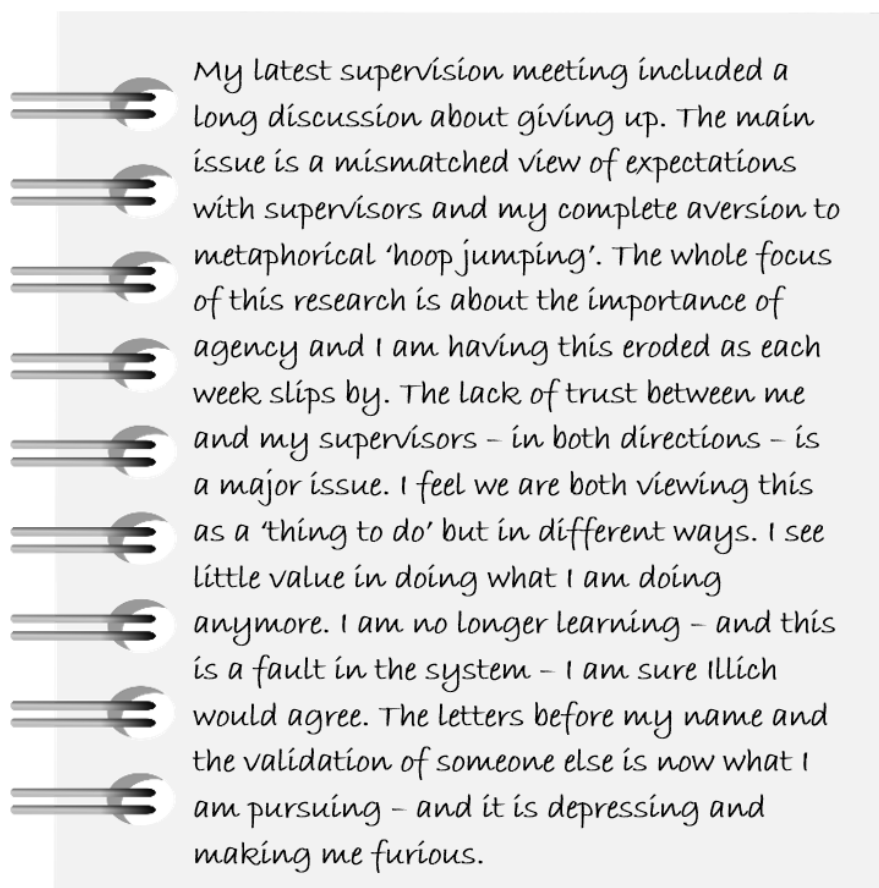 My latest supervision meeting included a
long discussion about giving up. The main
issue is a mismatched view of expectations
with supervisors and my complete aversion to
metaphorical ‘hoop jumping’. The whole focus
of this research is about the importance of
agency and I am having this eroded as each
week slips by. The lack of trust between me
and my supervisors – in both directions – is
a major issue. I feel we are both viewing this
as a ‘thing to do’ but in different ways. I see
little value in doing what I am doing
anymore. I am no longer learning – and this
is a fault in the system – I am sure Illich
would agree. The letters before my name and
the validation of someone else is now what I
am pursuing – and it is depressing and
making me furious.